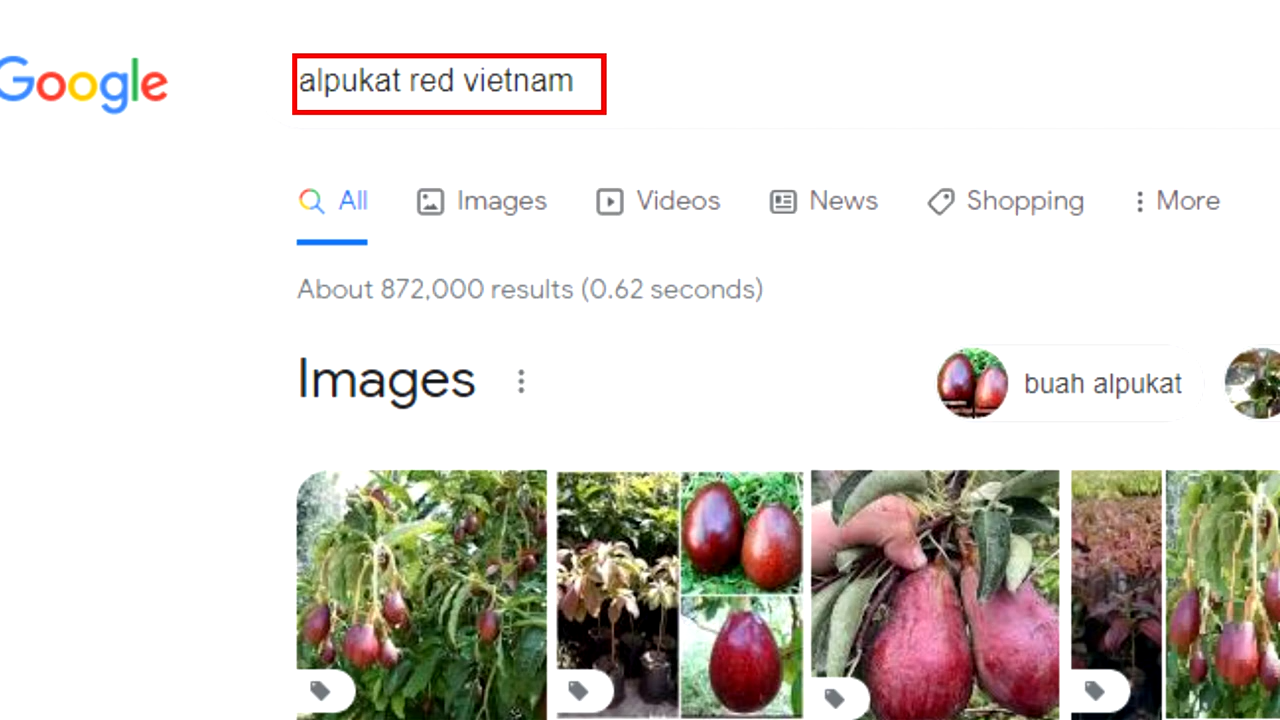 Google
alpukat red vietnam
All Images Videos News Shopping More
About 872,000 results (0.62 seconds)
Images
buah alpukat